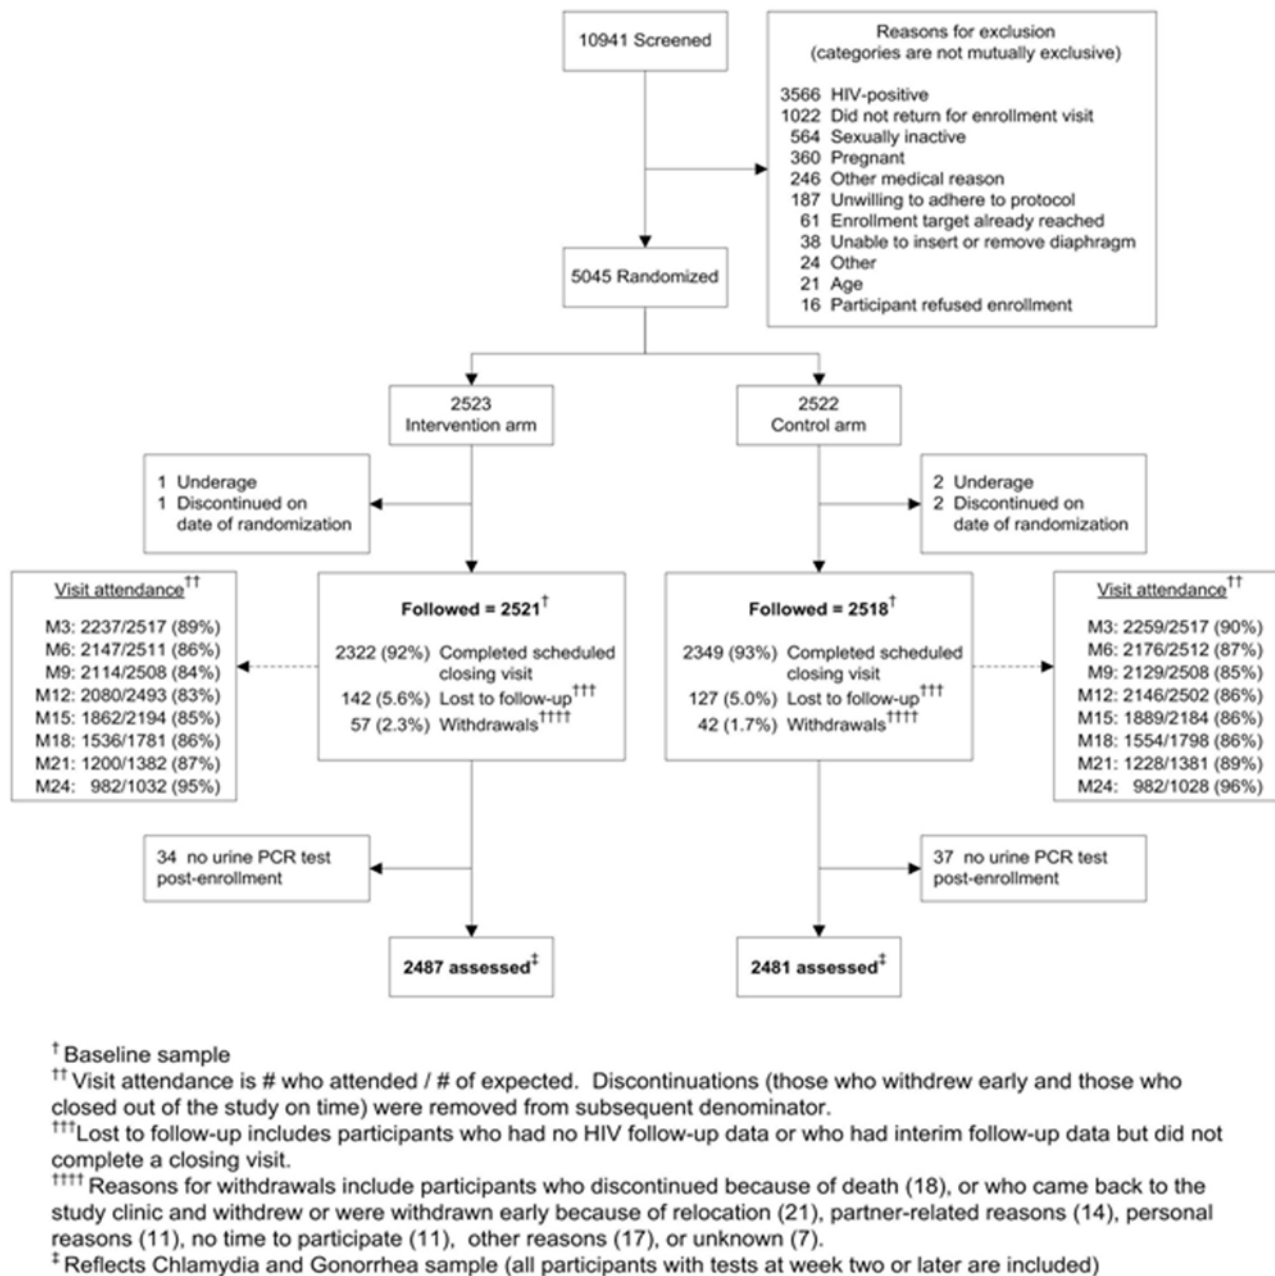 10941 Screened
Reasons for exclusion
(categories are not mutually exclusive)
3566 HIV-positive
1022 Did not return for enrollment visit
564 Sexually inactive
360 Pregnant
246 Other medical reason
187 Unwilling to adhere to protocol
61 Enrollment target already reached
38 Unable to insert or remove diaphragm
24 Other
21 Age
16 Participant refused enrollment
5045 Randomized
2523
Intervention arm
2522
Control arm
1 Underage
1 Discontinued on
date of randomization
2 Underage
2 Discontinued on
date of randomization
Visit attendance††
M3: 2237/2517 (89%)
M6: 2147/2511 (86%)
M9: 2114/2508 (84%)
M12: 2080/2493 (83%)
M15: 1862/2194 (85%)
M18: 1536/1781 (86%)
M21: 1200/1382 (87%)
M24: 982/1032 (95%)
Followed = 2521†
2322 (92%) Completed scheduled
closing visit
142 (5.6%) Lost to follow-up†††
57 (2.3%) Withdrawals††††
Followed = 2518†
2349 (93%) Completed scheduled
closing visit
127 (5.0%) Lost to follow-up†††
42 (1.7%) Withdrawals††††
Visit attendance††
M3: 2259/2517 (90%)
M6: 2176/2512 (87%)
M9: 2129/2508 (85%)
M12: 2146/2502 (86%)
M15: 1889/2184 (86%)
M18: 1554/1798 (86%)
M21: 1228/1381 (89%)
M24: 982/1028 (96%)
34 no urine PCR test
post-enrollment
37 no urine PCR test
post-enrollment
2487 assessed‡
2481 assessed‡
† Baseline sample
†† Visit attendance is # who attended / # of expected. Discontinuations (those who withdrew early and those who
closed out of the study on time) were removed from subsequent denominator.
†††Lost to follow-up includes participants who had no HIV follow-up data or who had interim follow-up data but did not
complete a closing visit.
†††† Reasons for withdrawals include participants who discontinued because of death (18), or who came back to the
study clinic and withdrew or were withdrawn early because of relocation (21), partner-related reasons (14), personal
reasons (11), no time to participate (11), other reasons (17), or unknown (7).
‡ Reflects Chlamydia and Gonorrhea sample (all participants with tests at week two or later are included)